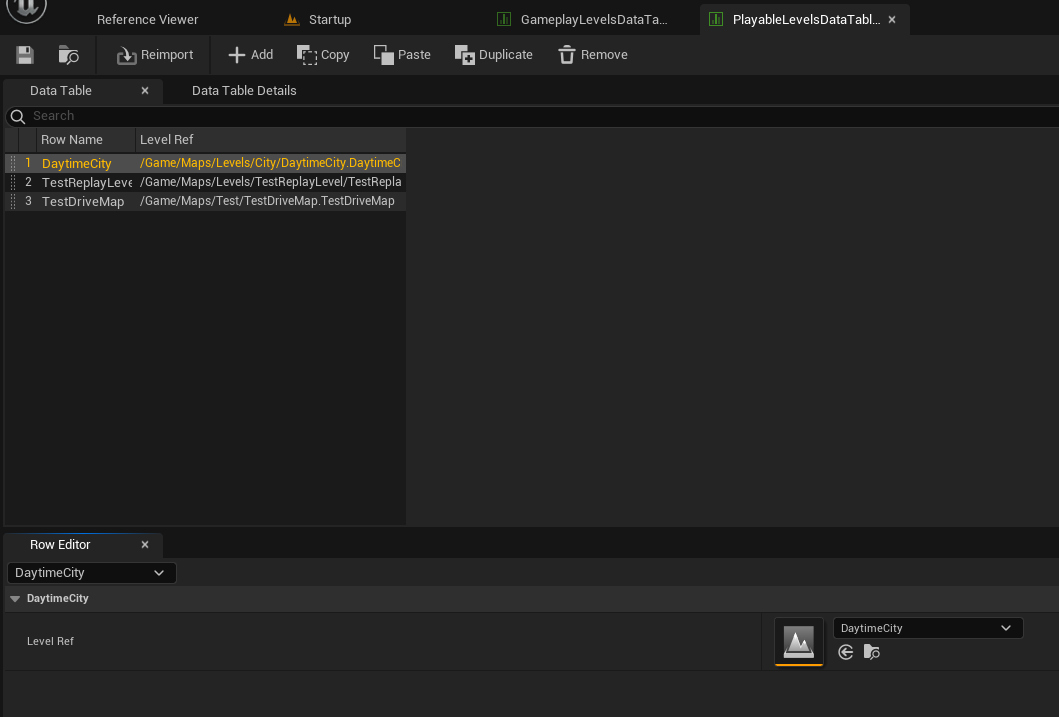 Reference Viewer Startup GameplayLevelsDataTa... PlayableLevelsDataTabl...
Reimport Add Copy Paste Duplicate Remove
Data Table Data Table Details
Search
Row Name Level Ref
1 DaytimeCity /Game/Maps/Levels/City/DaytimeCity.DaytimeC
2 TestReplayLeve /Game/Maps/Levels/TestReplayLevel/TestRepla
3 TestDriveMap /Game/Maps/Test/TestDriveMap.TestDriveMap
Row Editor
DaytimeCity
DaytimeCity
Level Ref DaytimeCity